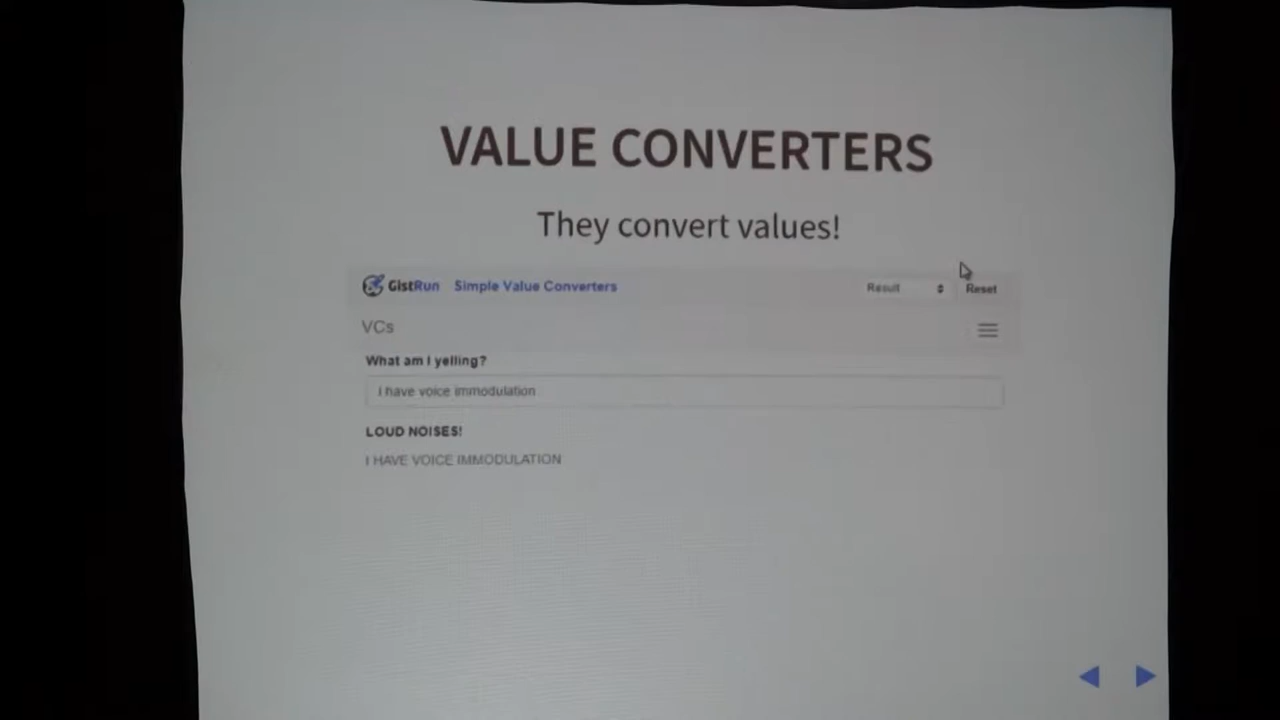 VALUE CONVERTERS
They convert values!
GistRun Simple Value Converters Result Reset
VCs
What am I yelling?
I have voice immodulation
LOUD NOISES!
I HAVE VOICE IMMODULATION